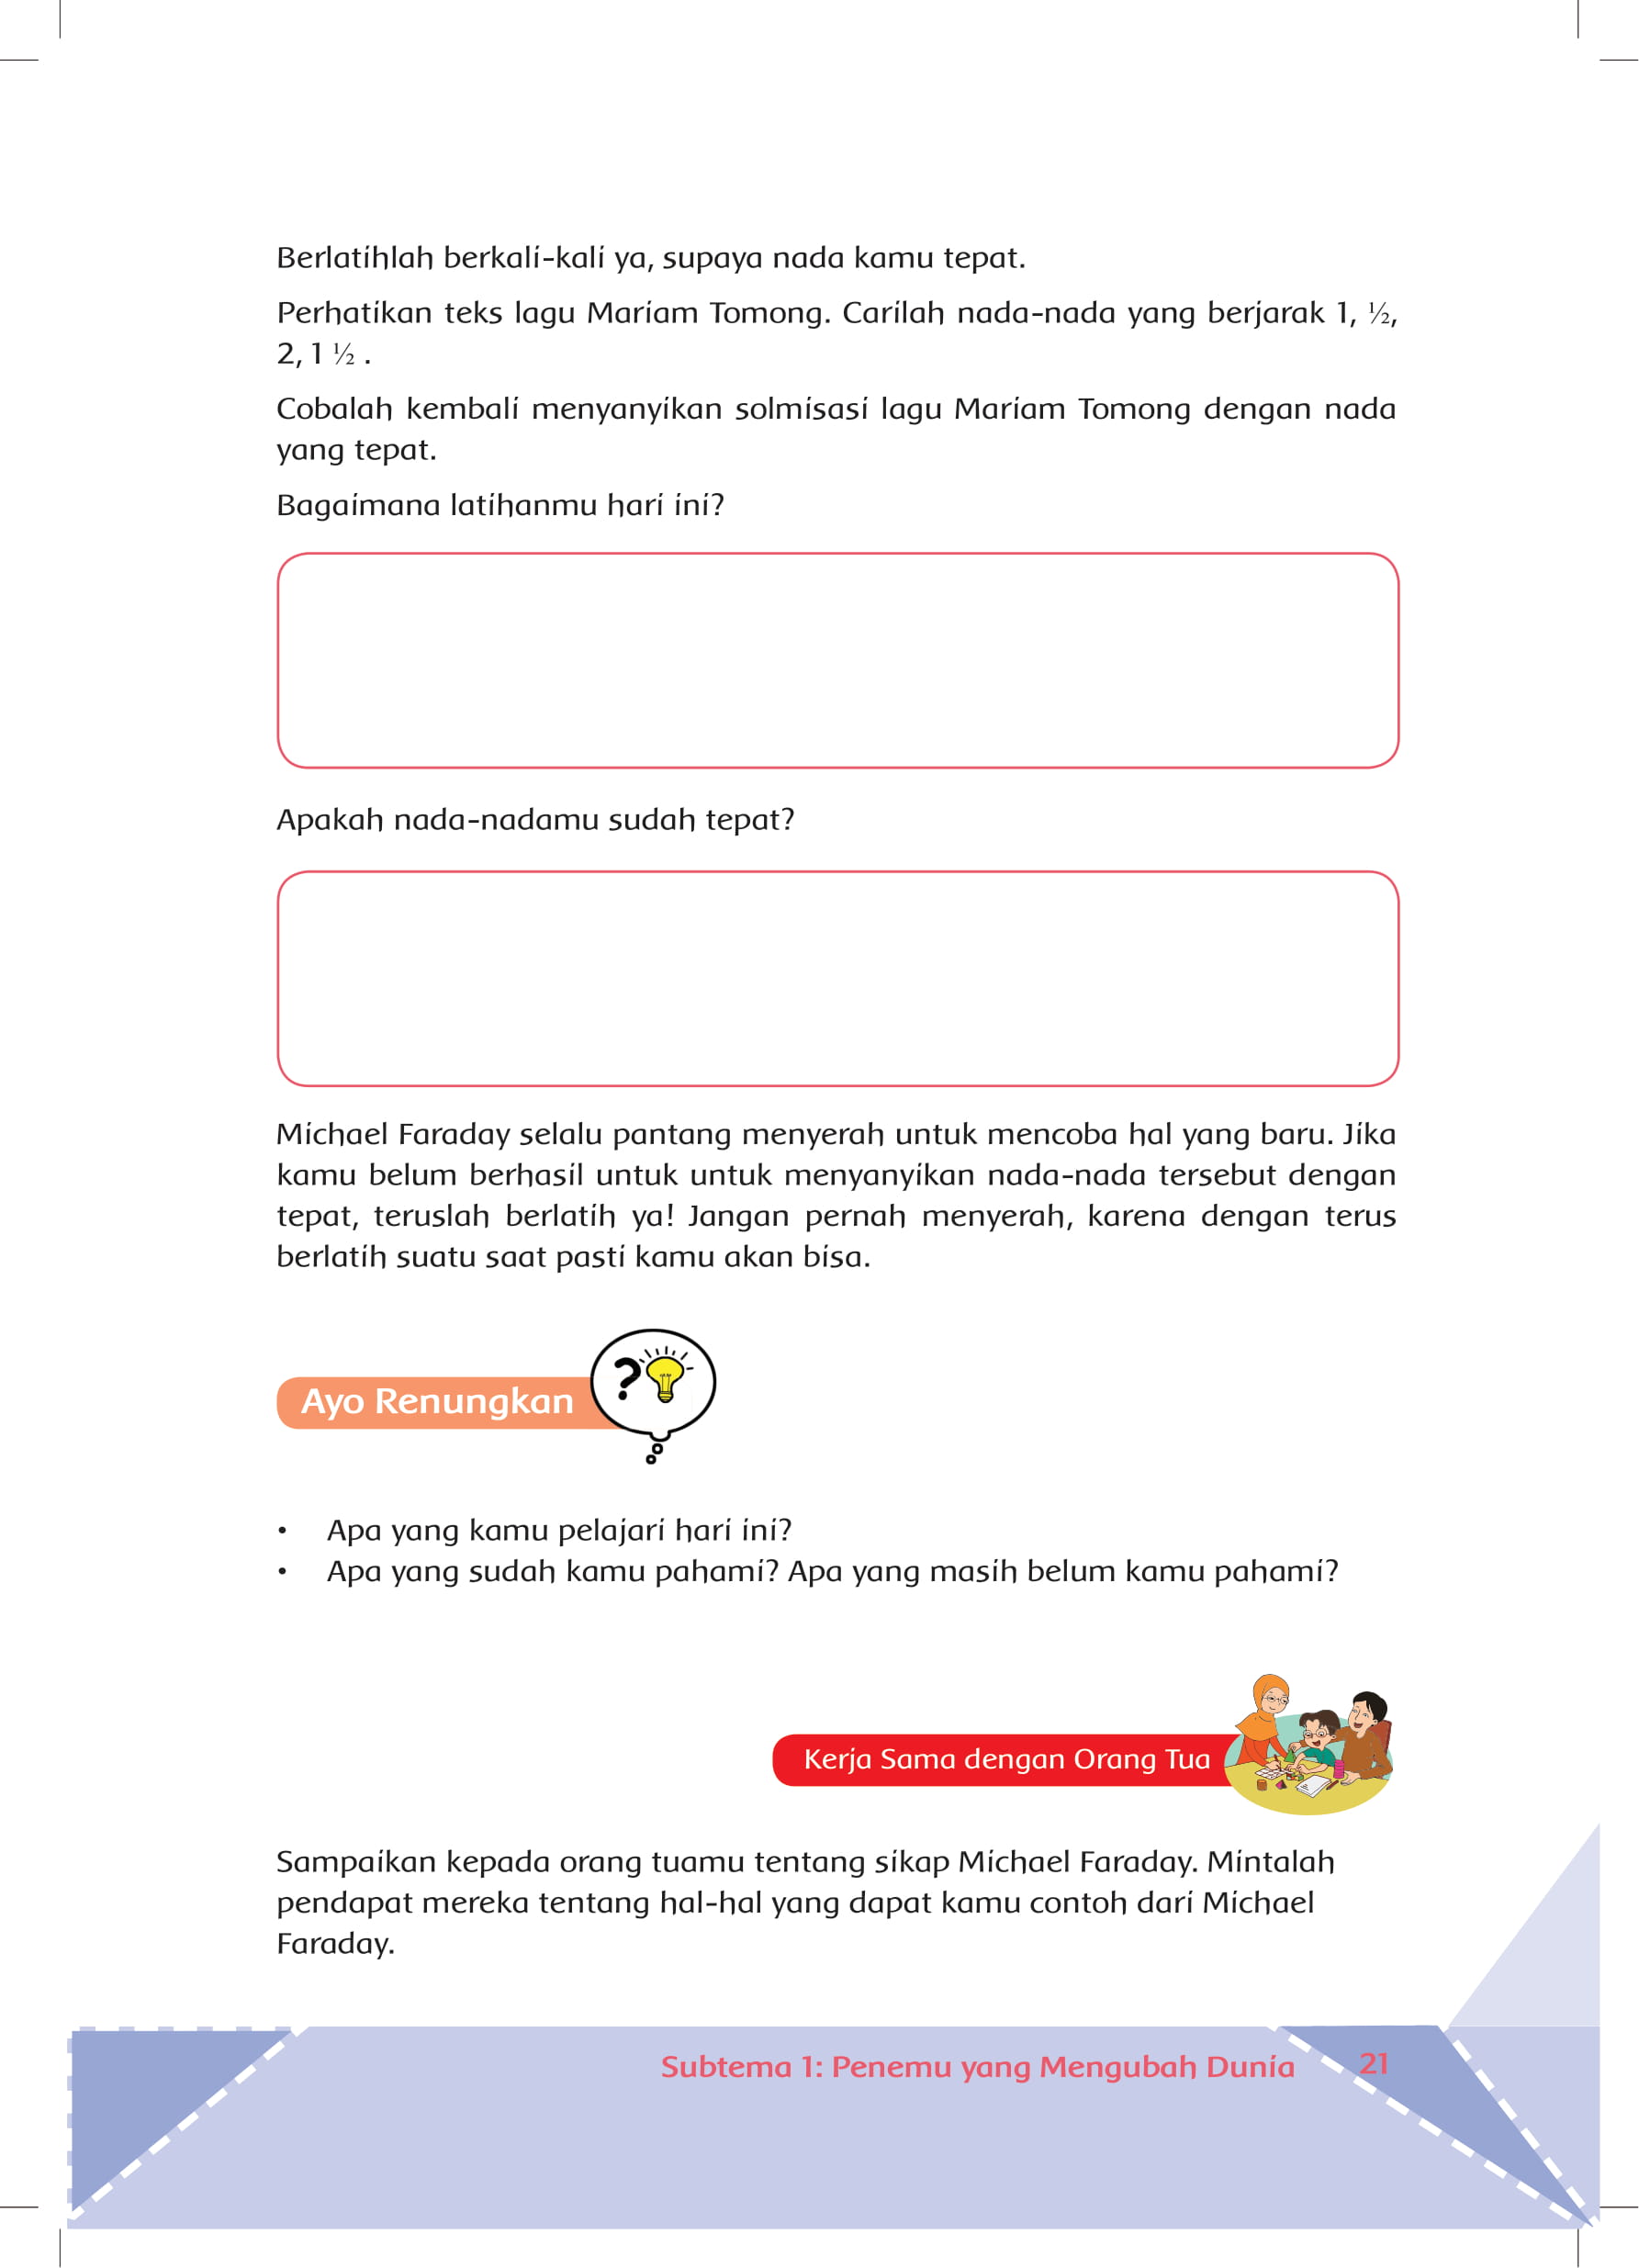 Berlatihlah berkali-kali ya, supaya nada kamu tepat.
Perhatikan teks lagu Mariam Tomong. Carilah nada-nada yang berjarak 1, ½,
2, 1 ½ .
Cobalah kembali menyanyikan solmisasi lagu Mariam Tomong dengan nada
yang tepat.
Bagaimana latihanmu hari ini?
Apakah nada-nadamu sudah tepat?
Michael Faraday selalu pantang menyerah untuk mencoba hal yang baru. Jika
kamu belum berhasil untuk untuk menyanyikan nada-nada tersebut dengan
tepat, teruslah berlatih ya! Jangan pernah menyerah, karena dengan terus
berlatih suatu saat pasti kamu akan bisa.
?
Ayo Renungkan
• Apa yang kamu pelajari hari ini?
• Apa yang sudah kamu pahami? Apa yang masih belum kamu pahami?
Kerja Sama dengan Orang Tua
Sampaikan kepada orang tuamu tentang sikap Michael Faraday. Mintalah
pendapat mereka tentang hal-hal yang dapat kamu contoh dari Michael
Faraday.
Subtema 1: Penemu yang Mengubah Dunia 21